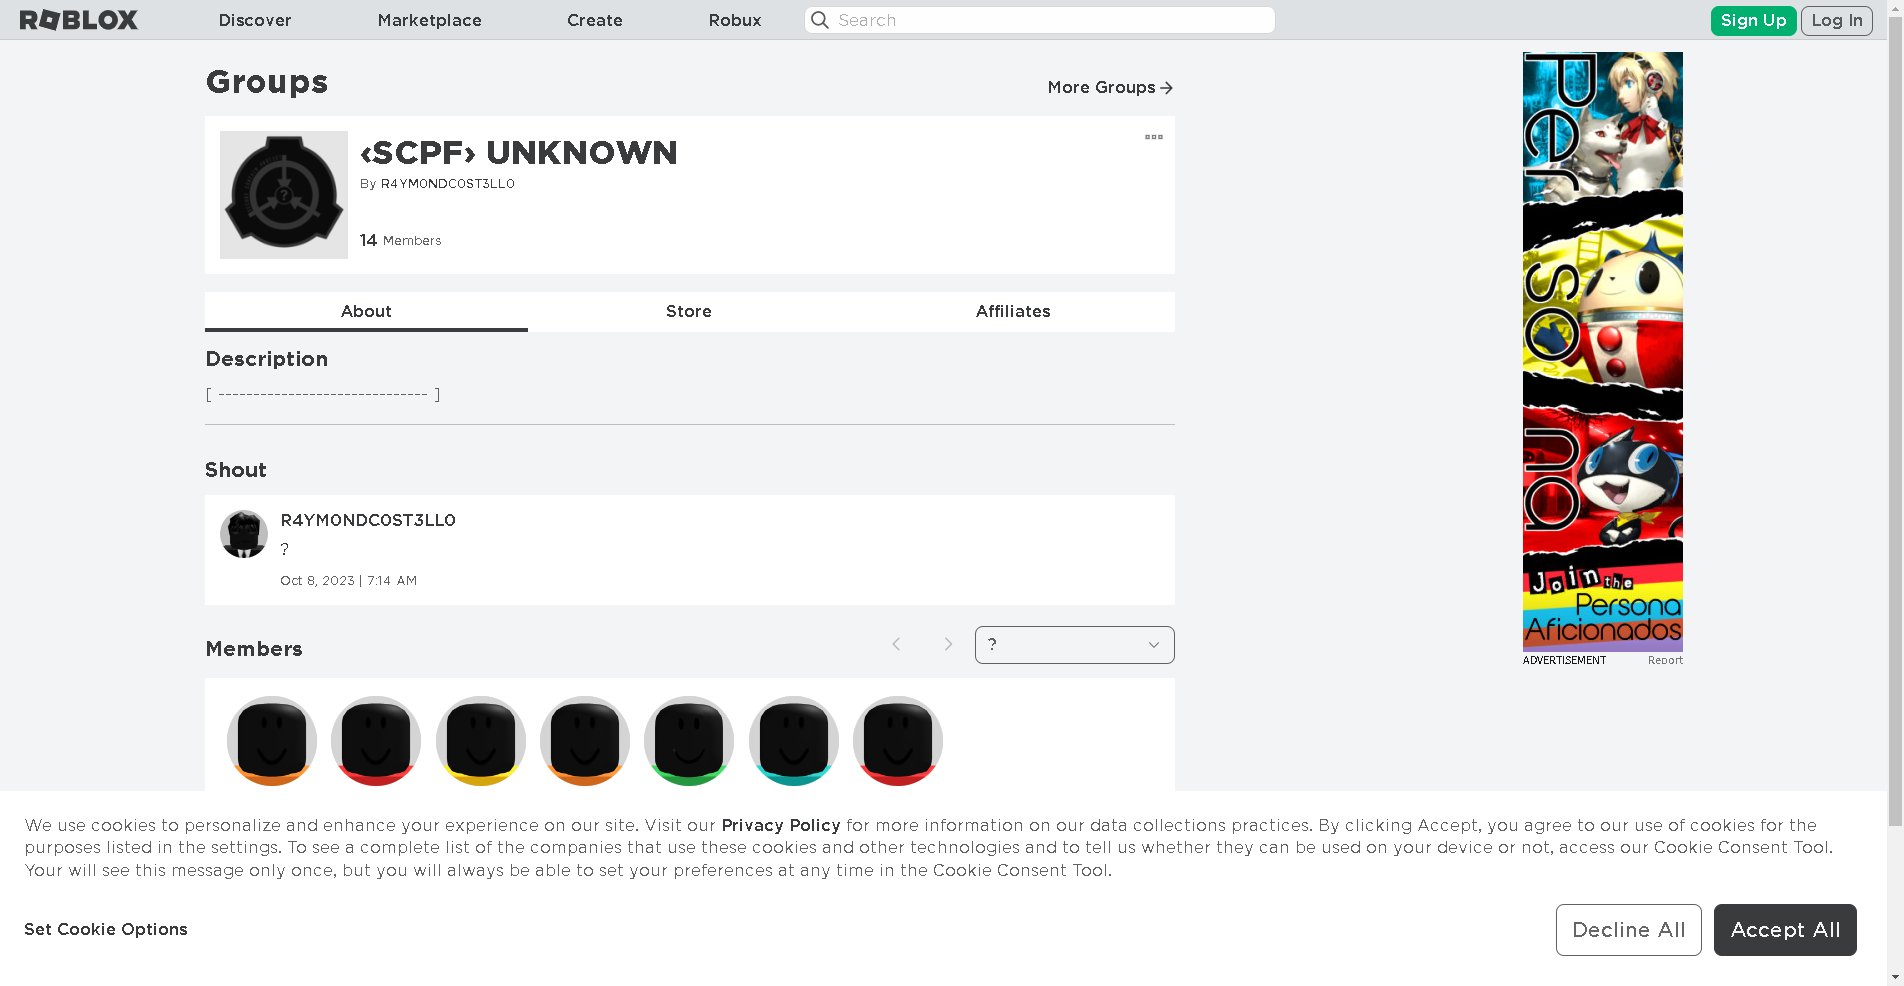 ROBLOX
Discover
Marketplace
Create
Robux
Search
Sign Up
Log In
Groups
More Groups
‹SCPF› UNKNOWN
By R4YM0NDC0ST3LL0
14 Members
About
Store
Affiliates
Description
[ ------------------------------ ]
Shout
R4YM0NDC0ST3LL0
?
Oct 8, 2023 | 7:14 AM
Members
?
Persona
Join the
Persona
Aficionados
ADVERTISEMENT
Report
We use cookies to personalize and enhance your experience on our site. Visit our Privacy Policy for more information on our data collections practices. By clicking Accept, you agree to our use of cookies for the
purposes listed in the settings. To see a complete list of the companies that use these cookies and other technologies and to tell us whether they can be used on your device or not, access our Cookie Consent Tool.
Your will see this message only once, but you will always be able to set your preferences at any time in the Cookie Consent Tool.
Set Cookie Options
Decline All
Accept All